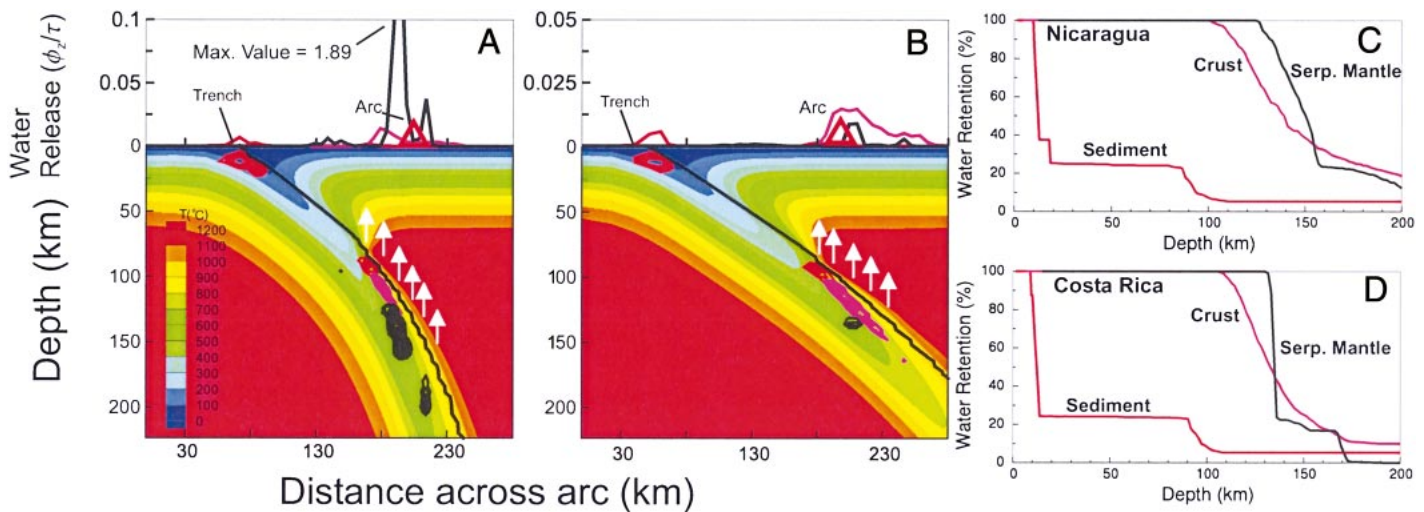 Water
Release (ϕz/τ)
0.1
0.05
0
Max. Value = 1.89
A
Trench
Arc
Depth (km)
50
100
150
200
T(°C)
1200
1000
800
700
600
500
400
300
200
100
0
30
130
230
0.05
0.025
0
B
Trench
Arc
50
100
150
200
30
130
230
Distance across arc (km)
C
Nicaragua
Water Retention (%)
100
80
60
40
20
0
Crust
Serp. Mantle
Sediment
0
50
100
150
200
Depth (km)
D
Costa Rica
Water Retention (%)
100
80
60
40
20
0
Crust
Serp. Mantle
Sediment
0
50
100
150
200
Depth (km)